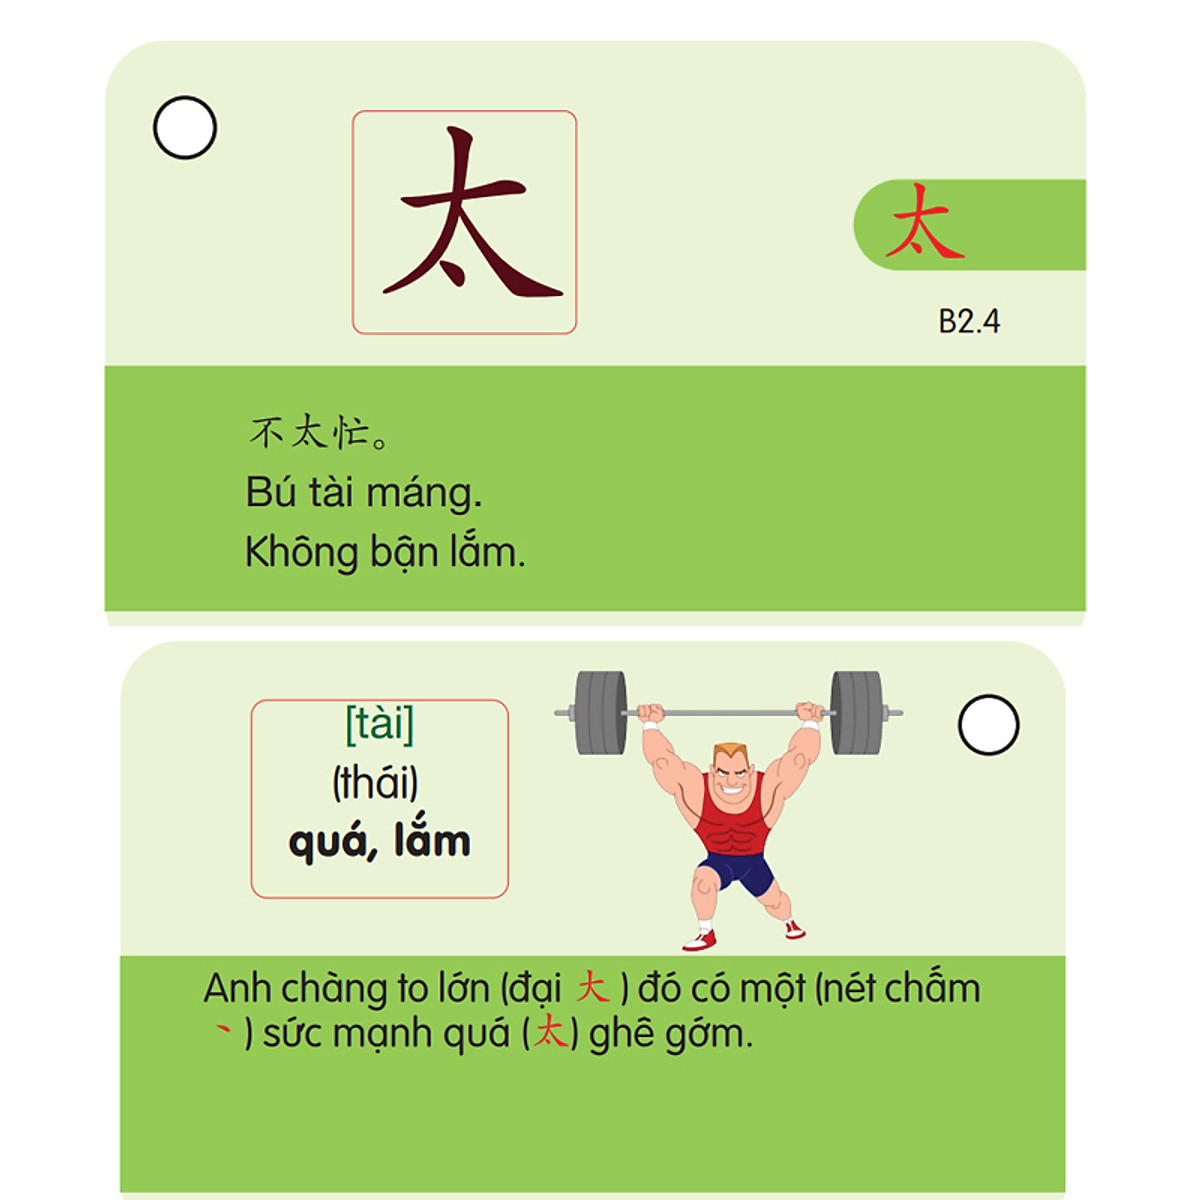 太
太
B2.4
不太忙。
Bú tài máng.
Không bận lắm.
[tài]
(thái)
quá, lắm
Anh chàng to lớn (đại 大 ) đó có một (nét chấm
丶 ) sức mạnh quá (太) ghê gớm.